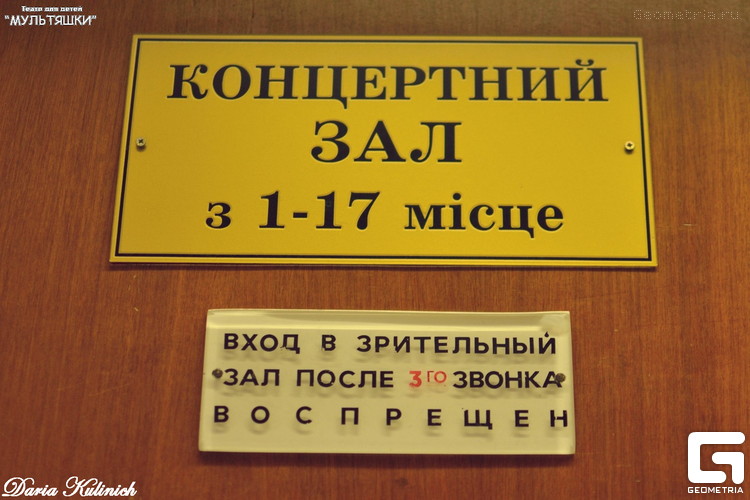 Театр для детей
"МУЛЬТЯШКИ"
Geometria.ru
КОНЦЕРТНИЙ
ЗАЛ
з 1-17 місце
ВХОД В ЗРИТЕЛЬНЫЙ
ЗАЛ ПОСЛЕ 3ГО ЗВОНКА
ВОСПРЕЩЕН
Daria Kulinich
GEOMETRIA